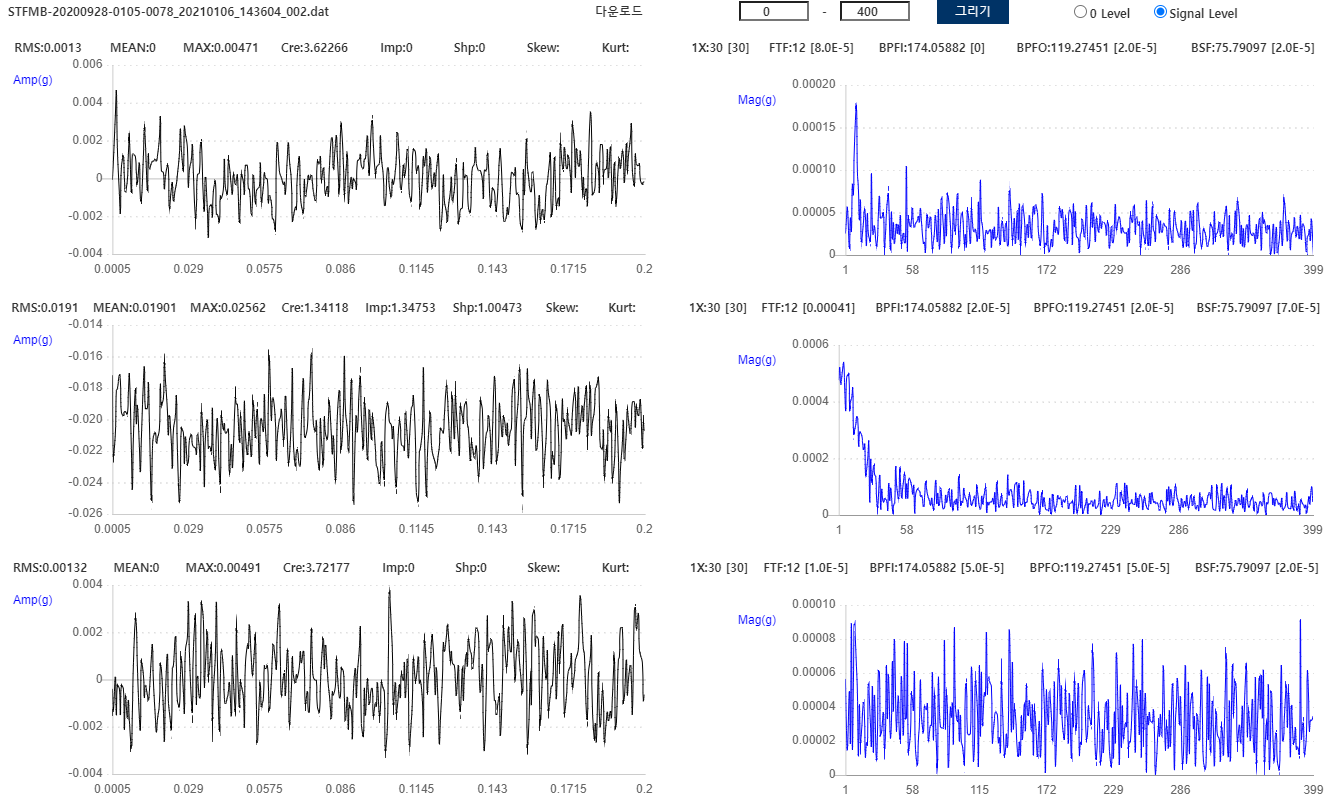 STFMB-20200928-0105-0078_20210106_143604_002.dat 다운로드 0 - 400 그리기 0 Level Signal Level
RMS:0.0013 MEAN:0 MAX:0.00471 Cre:3.62266 Imp:0 Shp:0 Skew: Kurt:
Amp(g)
0.006
0.004
0.002
0
-0.002
-0.004
0.0005 0.029 0.0575 0.086 0.1145 0.143 0.1715 0.2
1X:30 [30] FTF:12 [8.0E-5] BPFI:174.05882 [0] BPFO:119.27451 [2.0E-5] BSF:75.79097 [2.0E-5]
Mag(g)
0.00020
0.00015
0.00010
0.00005
0
1 58 115 172 229 286 399
RMS:0.0191 MEAN:0.01901 MAX:0.02562 Cre:1.34118 Imp:1.34753 Shp:1.00473 Skew: Kurt:
Amp(g)
-0.014
-0.016
-0.018
-0.020
-0.022
-0.024
-0.026
0.0005 0.029 0.0575 0.086 0.1145 0.143 0.1715 0.2
1X:30 [30] FTF:12 [0.00041] BPFI:174.05882 [2.0E-5] BPFO:119.27451 [2.0E-5] BSF:75.79097 [7.0E-5]
Mag(g)
0.0006
0.0004
0.0002
0
1 58 115 172 229 286 399
RMS:0.00132 MEAN:0 MAX:0.00491 Cre:3.72177 Imp:0 Shp:0 Skew: Kurt:
Amp(g)
0.004
0.002
0
-0.002
-0.004
0.0005 0.029 0.0575 0.086 0.1145 0.143 0.1715 0.2
1X:30 [30] FTF:12 [1.0E-5] BPFI:174.05882 [5.0E-5] BPFO:119.27451 [5.0E-5] BSF:75.79097 [2.0E-5]
Mag(g)
0.00010
0.00008
0.00006
0.00004
0.00002
0
1 58 115 172 229 286 399